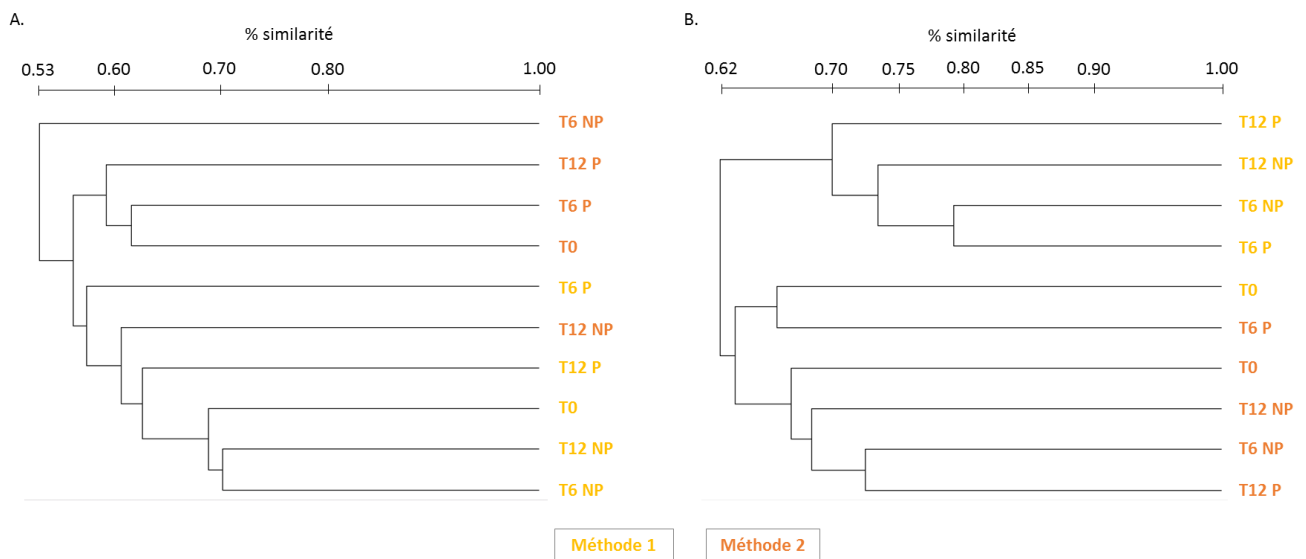 A.
% similarité
0.53 0.60 0.70 0.80 1.00
T6 NP
T12 P
T6 P
T0
T6 P
T12 NP
T12 P
T0
T12 NP
T6 NP
B.
% similarité
0.62 0.70 0.75 0.80 0.85 0.90 1.00
T12 P
T12 NP
T6 NP
T6 P
T0
T6 P
T0
T12 NP
T6 NP
T12 P
Méthode 1 Méthode 2